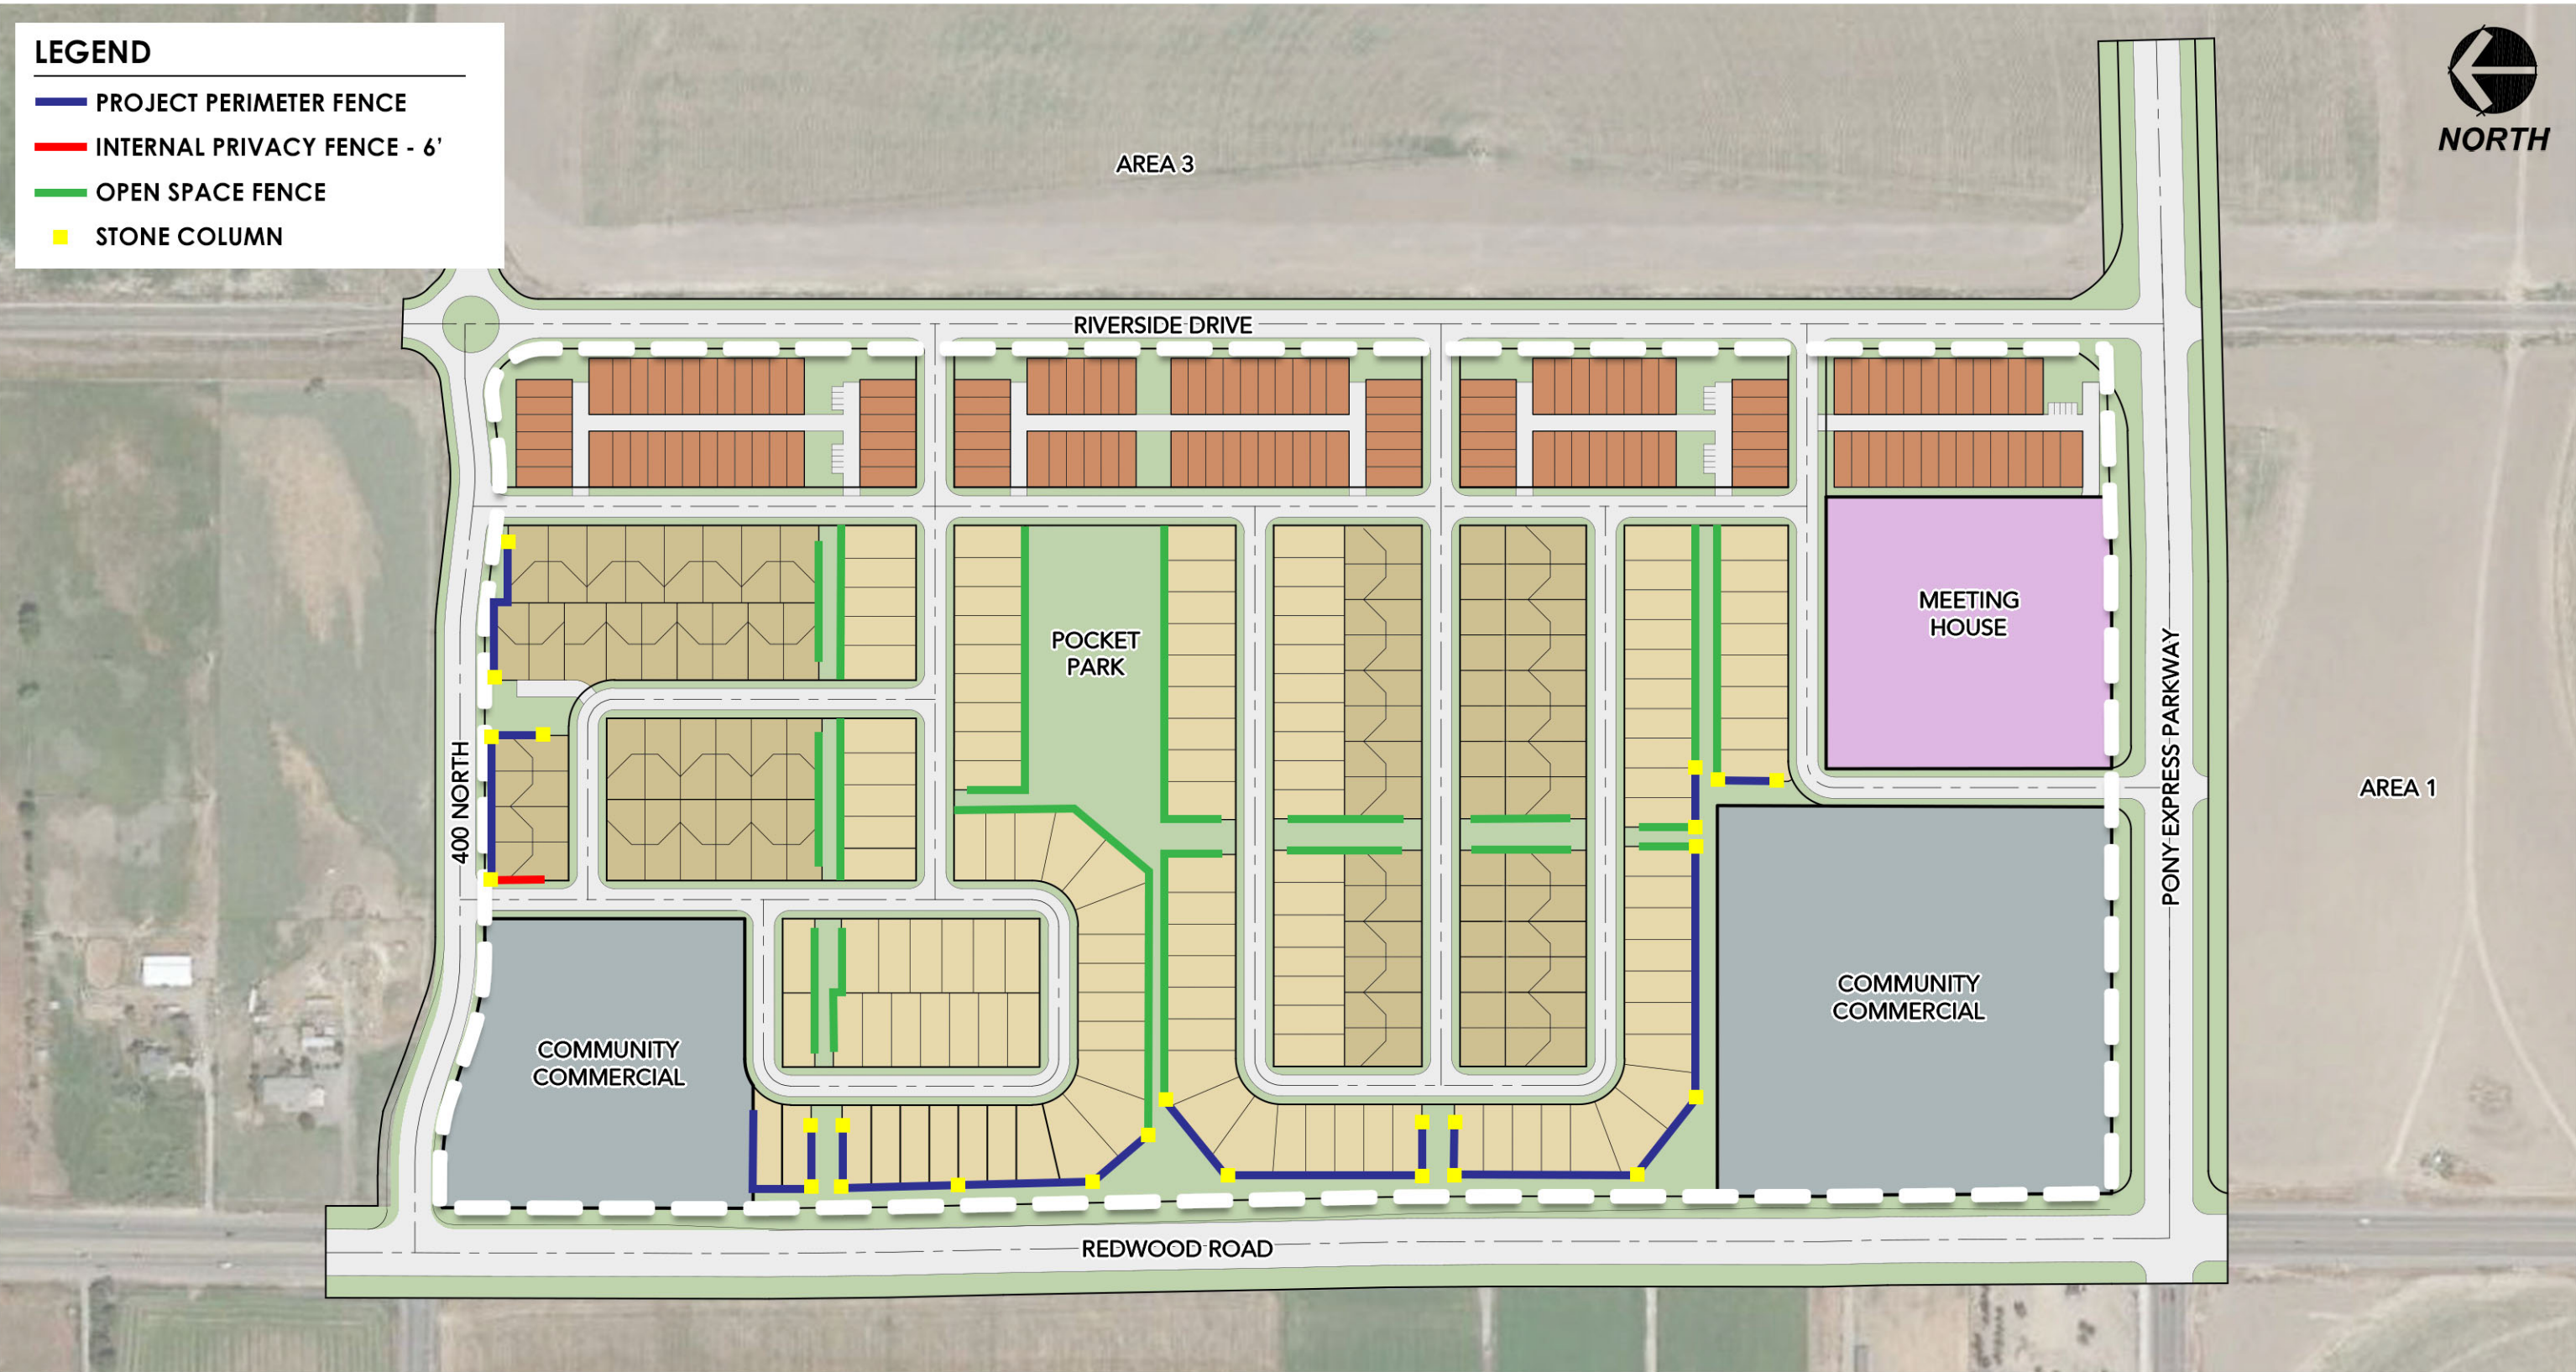 LEGEND
PROJECT PERIMETER FENCE
INTERNAL PRIVACY FENCE - 6'
OPEN SPACE FENCE
STONE COLUMN
NORTH
AREA 3
RIVERSIDE DRIVE
POCKET
PARK
MEETING
HOUSE
400 NORTH
PONY EXPRESS PARKWAY
AREA 1
COMMUNITY
COMMERCIAL
COMMUNITY
COMMERCIAL
REDWOOD ROAD